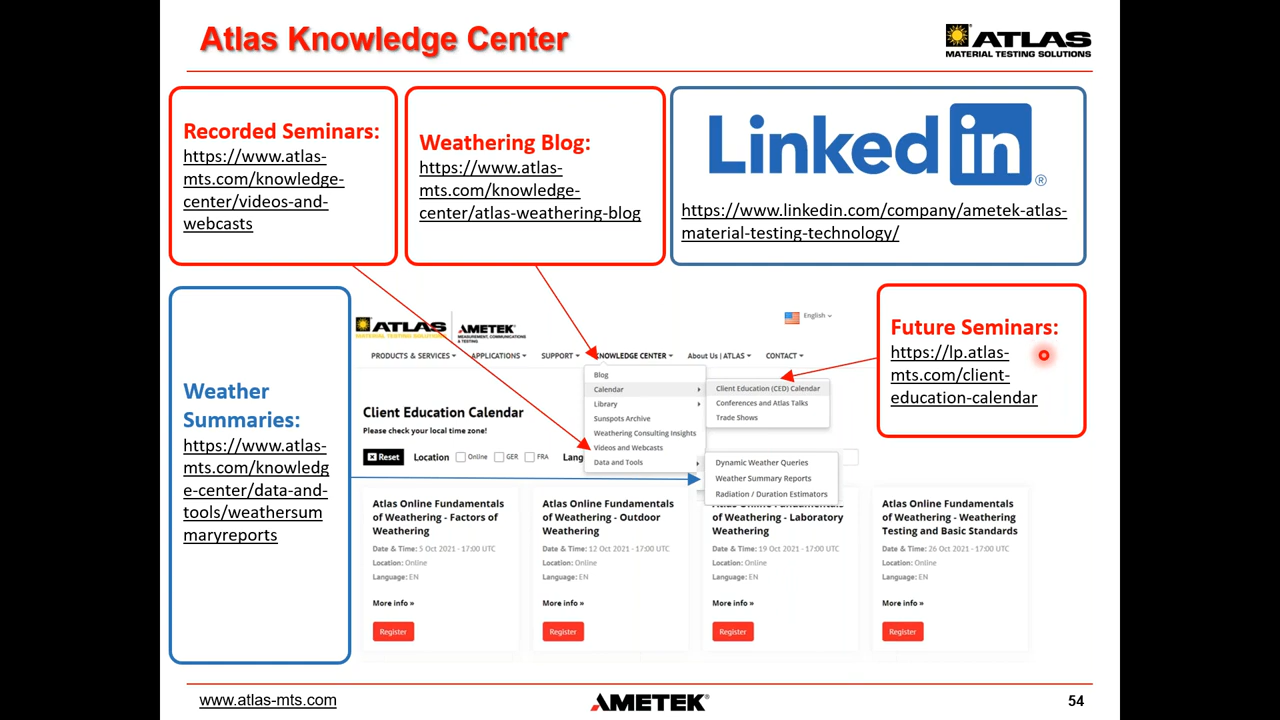 Atlas Knowledge Center
ATLAS
MATERIAL TESTING SOLUTIONS
Recorded Seminars:
https://www.atlas-
mts.com/knowledge-
center/videos-and-
webcasts
Weathering Blog:
https://www.atlas-
mts.com/knowledge-
center/atlas-weathering-blog
Linkedin®
https://www.linkedin.com/company/ametek-atlas-
material-testing-technology/
Weather
Summaries:
https://www.atlas-
mts.com/knowledg
e-center/data-and-
tools/weathersum
maryreports
Future Seminars:
https://lp.atlas-
mts.com/client-
education-calendar
ATLAS
MATERIAL TESTING SOLUTIONS
AMETEK®
MEASUREMENT, COMMUNICATIONS
& TESTING
English
PRODUCTS & SERVICES APPLICATIONS SUPPORT KNOWLEDGE CENTER About Us | ATLAS CONTACT
Blog
Calendar
Library
Sunspots Archive
Weathering Consulting Insights
Videos and Webcasts
Data and Tools
Client Education (CED) Calendar
Conferences and Atlas Talks
Trade Shows
Dynamic Weather Queries
Weather Summary Reports
Radiation / Duration Estimators
Client Education Calendar
Please check your local time zone!
Reset Location Online GER FRA Lang
Atlas Online Fundamentals
of Weathering - Factors of
Weathering
Date & Time: 5 Oct 2021 - 17:00 UTC
Location: Online
Language: EN
More info »
Register
Atlas Online Fundamentals
of Weathering - Outdoor
Weathering
Date & Time: 12 Oct 2021 - 17:00 UTC
Location: Online
Language: EN
More info »
Register
Atlas Online Fundamentals
of Weathering - Laboratory
Weathering
Date & Time: 19 Oct 2021 - 17:00 UTC
Location: Online
Language: EN
More info »
Register
Atlas Online Fundamentals
of Weathering - Weathering
Testing and Basic Standards
Date & Time: 26 Oct 2021 - 17:00 UTC
Location: Online
Language: EN
More info »
Register
www.atlas-mts.com
AMETEK®
54